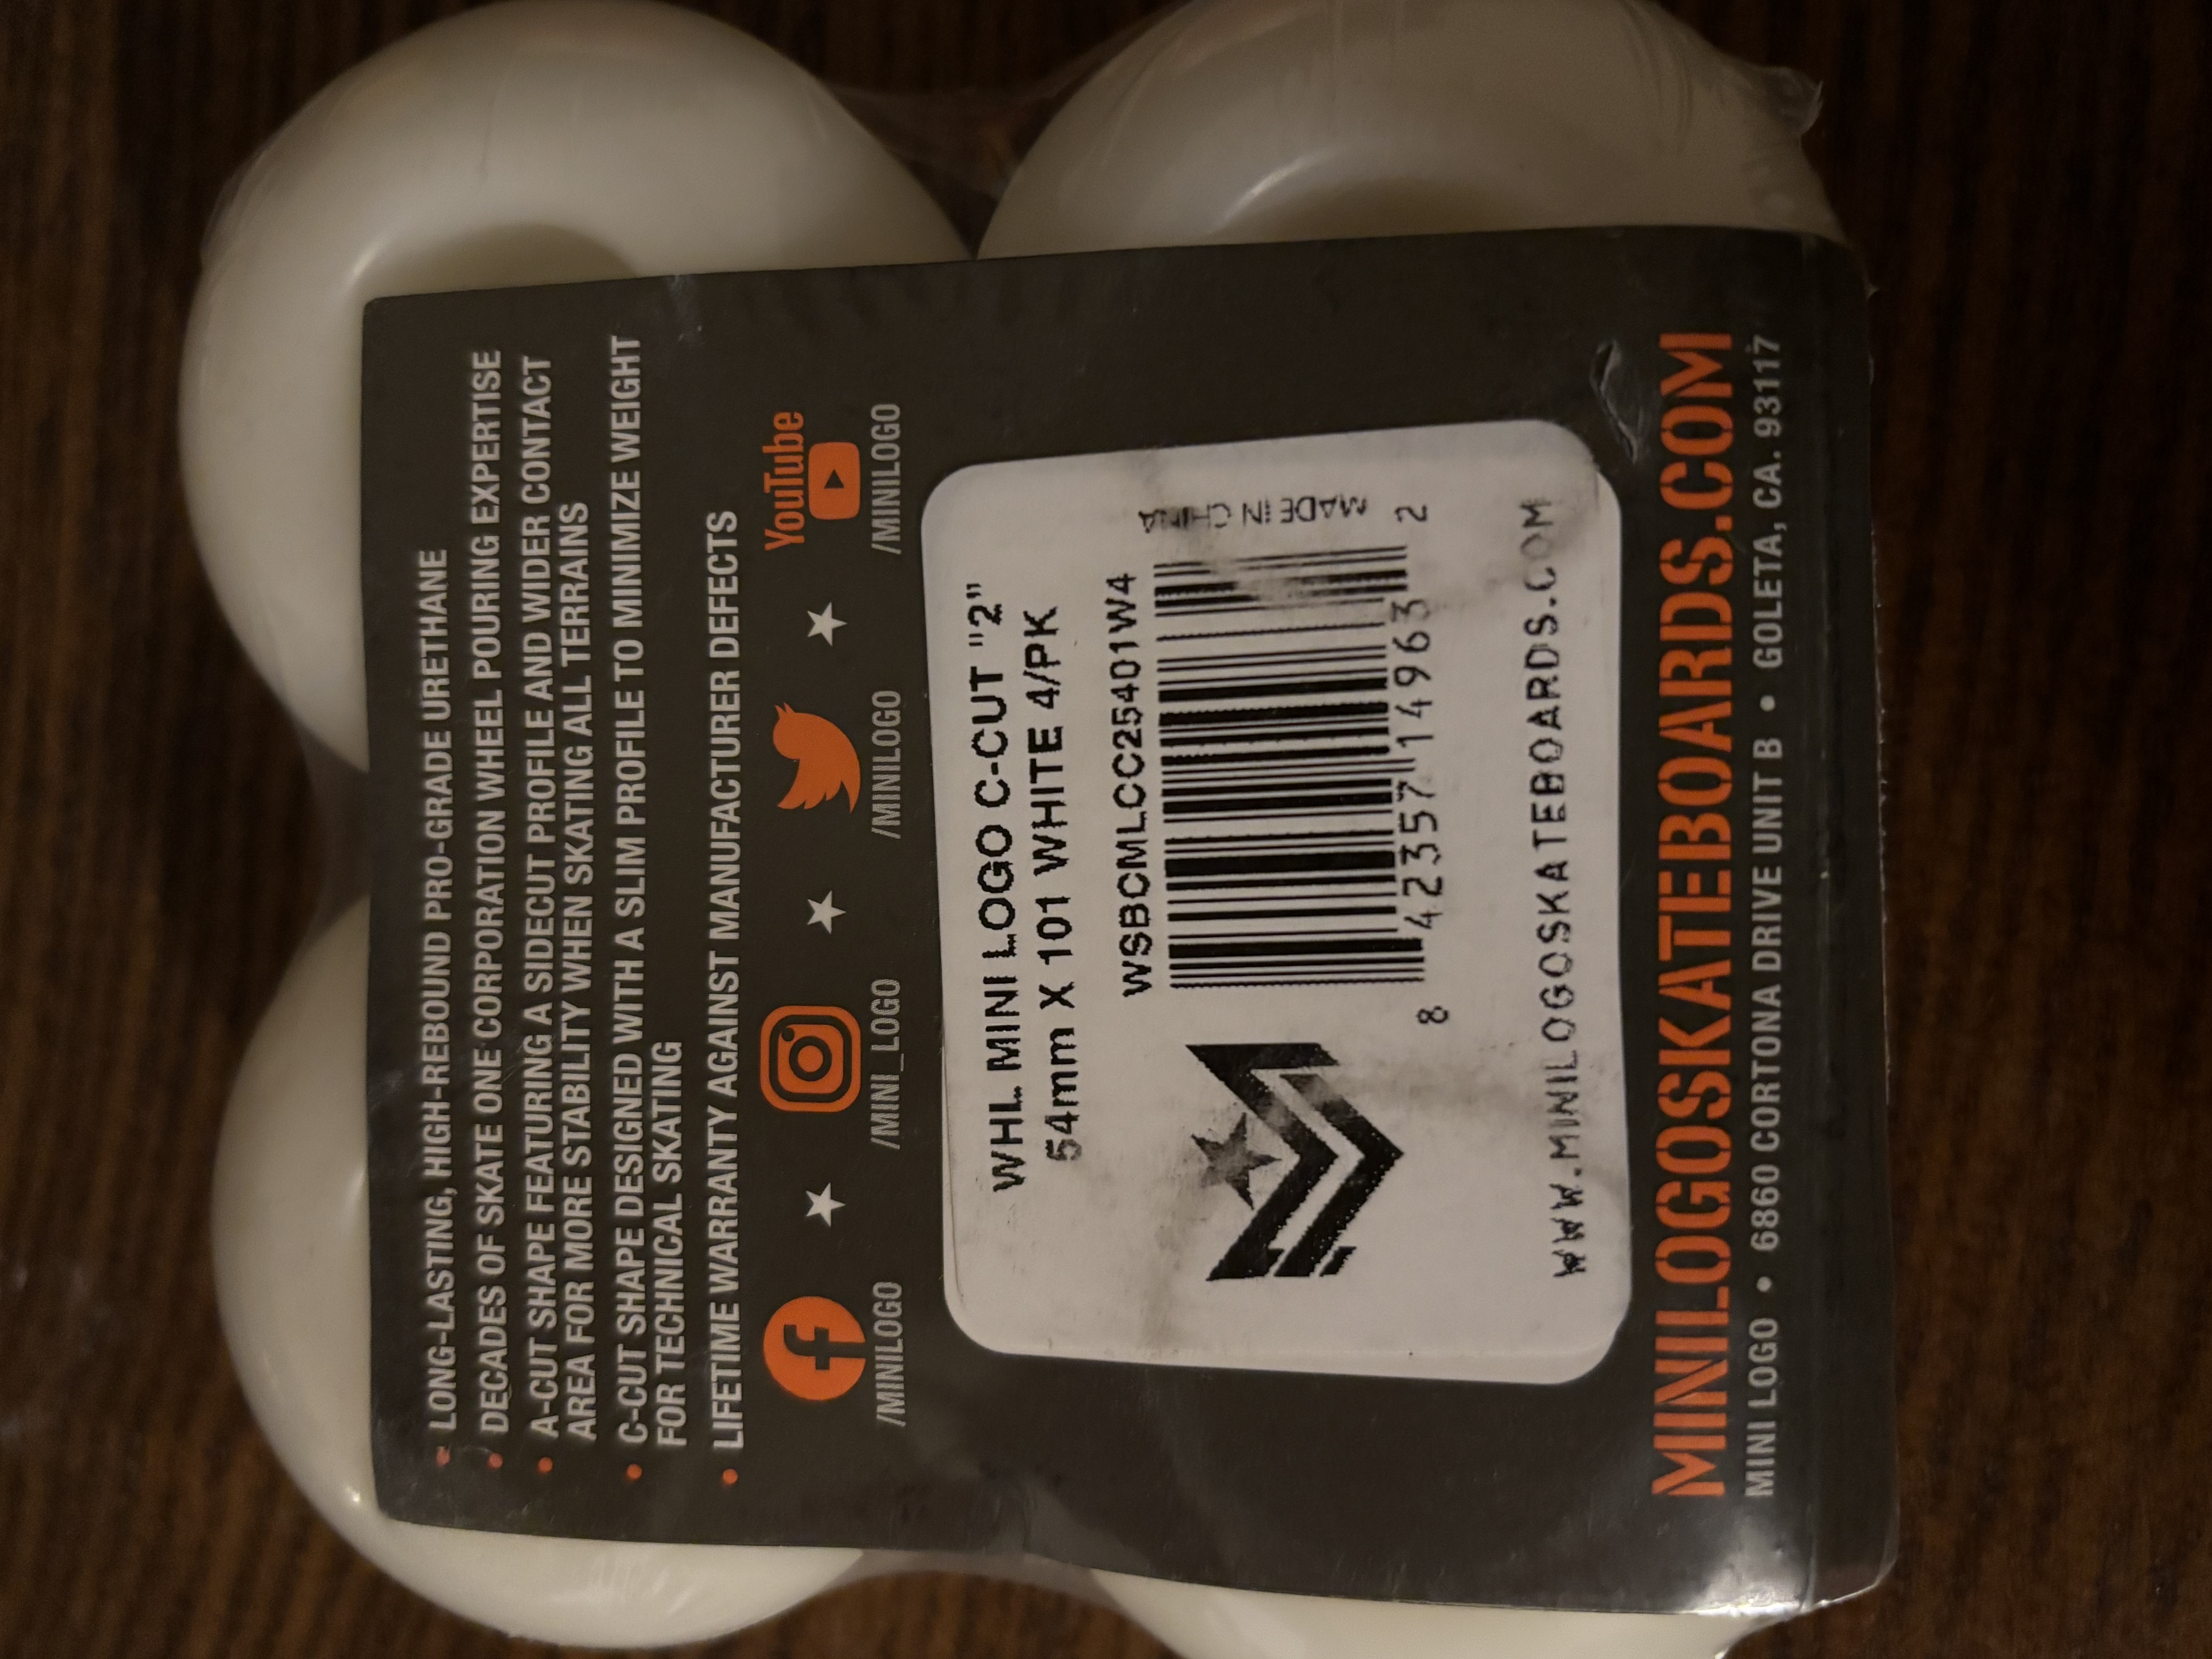 • LONG-LASTING, HIGH-REBOUND PRO-GRADE URETHANE
• DECADES OF SKATE ONE CORPORATION WHEEL POURING EXPERTISE
• A-CUT SHAPE FEATURING A SIDECUT PROFILE AND WIDER CONTACT
AREA FOR MORE STABILITY WHEN SKATING ALL TERRAINS
• C-CUT SHAPE DESIGNED WITH A SLIM PROFILE TO MINIMIZE WEIGHT
FOR TECHNICAL SKATING
• LIFETIME WARRANTY AGAINST MANUFACTURER DEFECTS
YouTube
/MINILOGO /MINI_LOGO /MINILOGO /MINILOGO
WHL MINI LOGO C-CUT "2"
54mm X 101 WHITE 4/PK
WSBCMLCC25401W4
MADE IN CHINA
8 42357 14963 2
WWW.MINILOGOSKATEBOARDS.COM
MINILOGOSKATEBOARDS.COM
MINI LOGO • 6860 CORTONA DRIVE UNIT B • GOLETA, CA. 93117